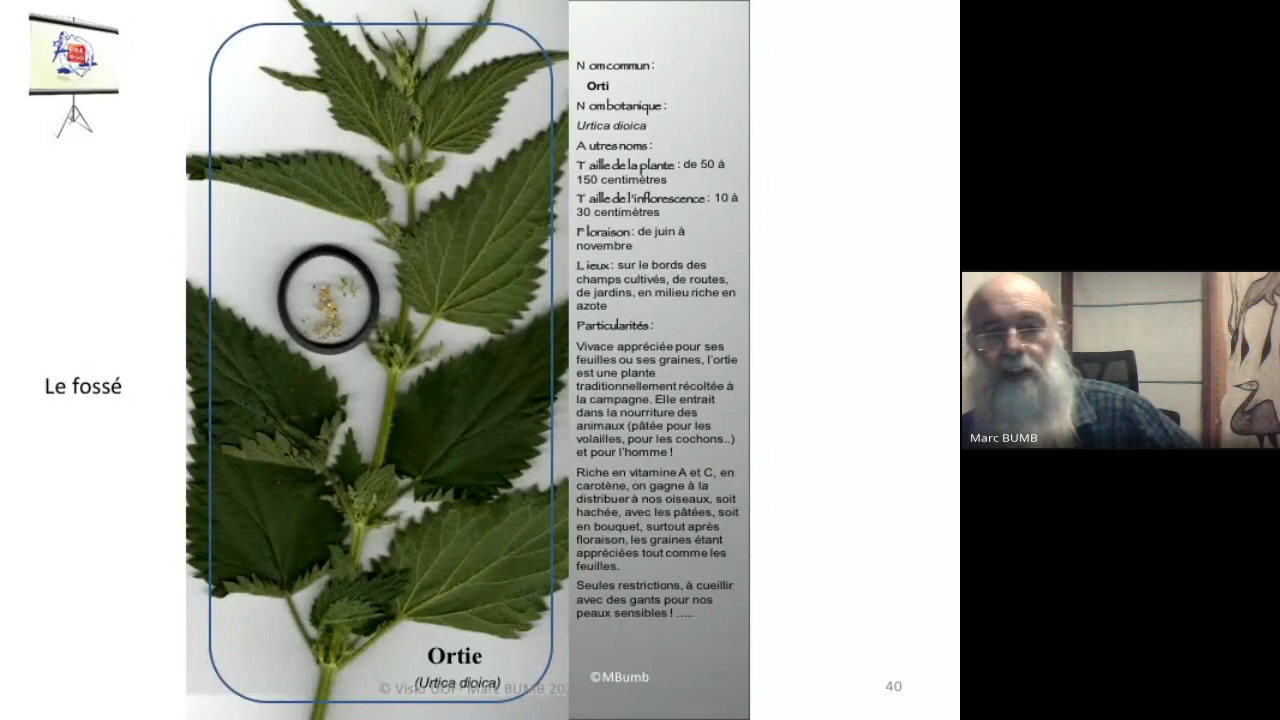 Le fossé
Ortie
(Urtica dioica)
Nom commun :
Orti
Nom botanique :
Urtica dioica
Autres noms :
Taille de la plante : de 50 à
150 centimètres
Taille de l'inflorescence : 10 à
30 centimètres
Floraison : de juin à
novembre
Lieux : sur le bords des
champs cultivés, de routes,
de jardins, en milieu riche en
azote
Particularités :
Vivace appréciée pour ses
feuilles ou ses graines, l'ortie
est une plante
traditionnellement récoltée à
la campagne. Elle entrait
dans la nourriture des
animaux (pâtée pour les
volailles, pour les cochons..)
et pour l'homme !
Riche en vitamine A et C, en
carotène, on gagne à la
distribuer à nos oiseaux, soit
hachée, avec les pâtées, soit
en bouquet, surtout après
floraison, les graines étant
appréciées tout comme les
feuilles.
Seules restrictions, à cueillir
avec des gants pour nos
peaux sensibles ! .....
©MBumb
© Visio - Marc BUMB
40
Marc BUMB